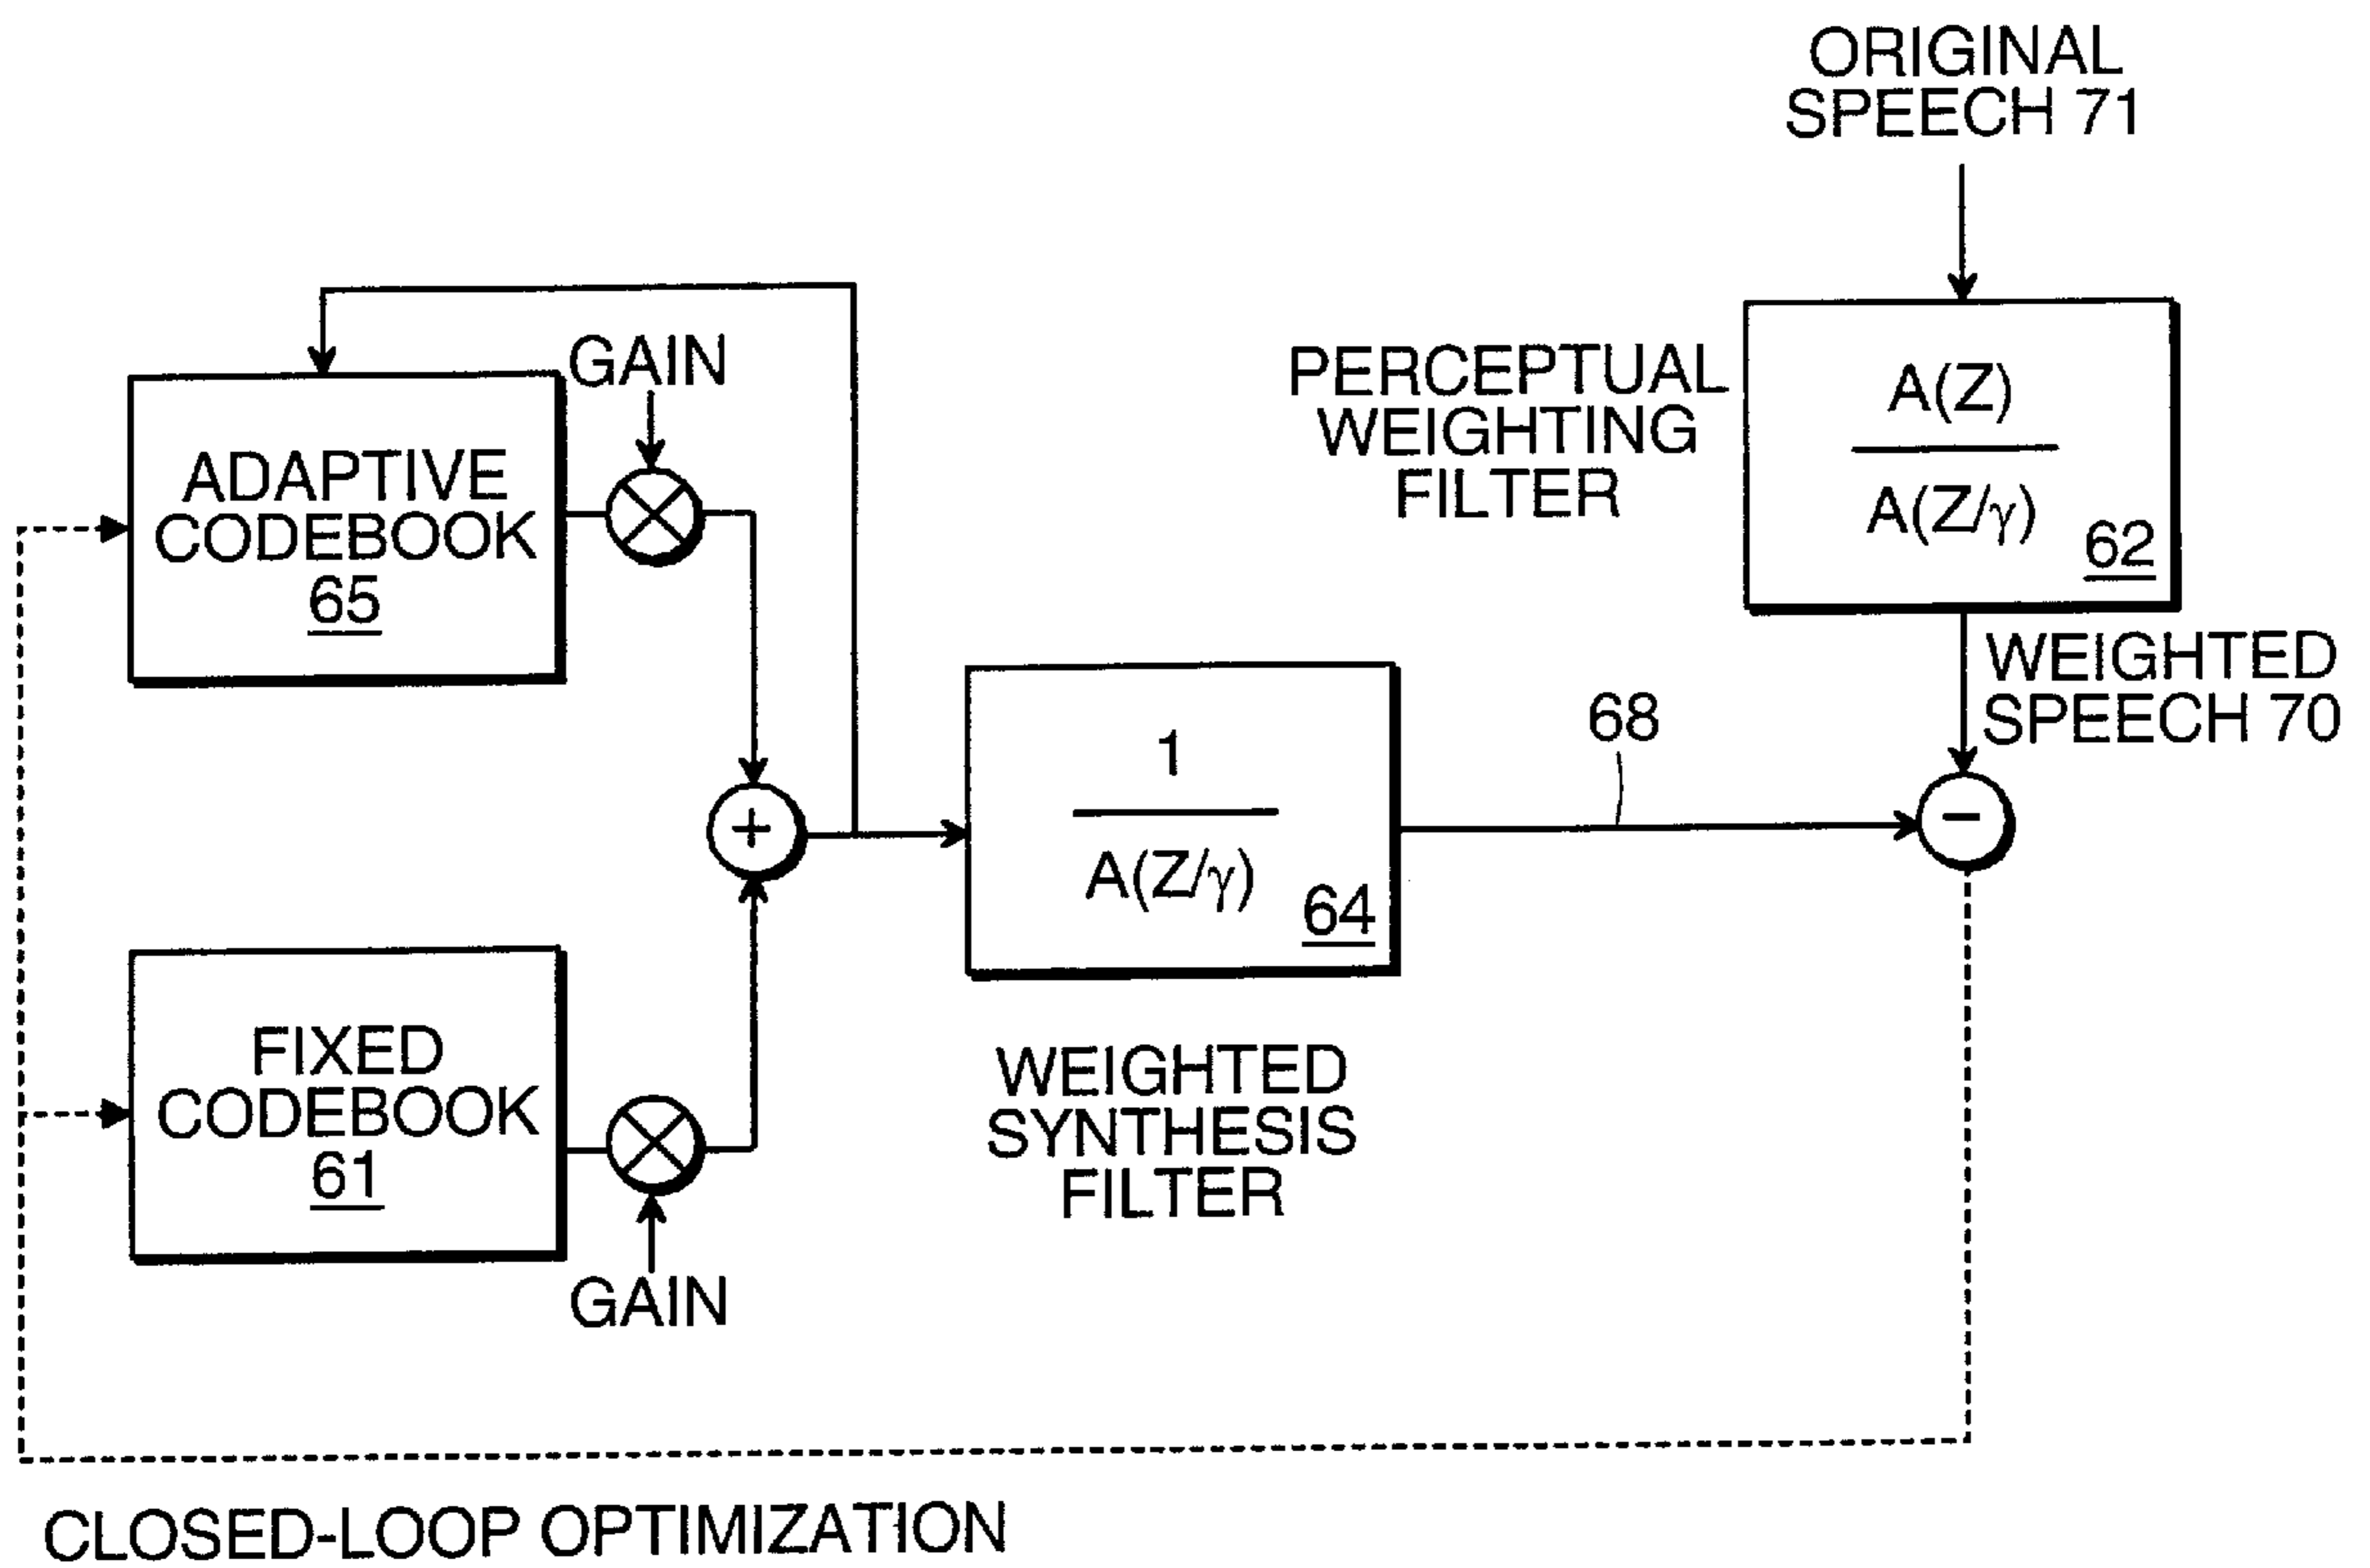 ORIGINAL
SPEECH 71
GAIN
ADAPTIVE
CODEBOOK
65
PERCEPTUAL
WEIGHTING
FILTER
A(Z)
A(Z/γ)
62
WEIGHTED
SPEECH 70
+
1
A(Z/γ)
64
68
−
WEIGHTED
SYNTHESIS
FILTER
FIXED
CODEBOOK
61
GAIN
CLOSED-LOOP OPTIMIZATION